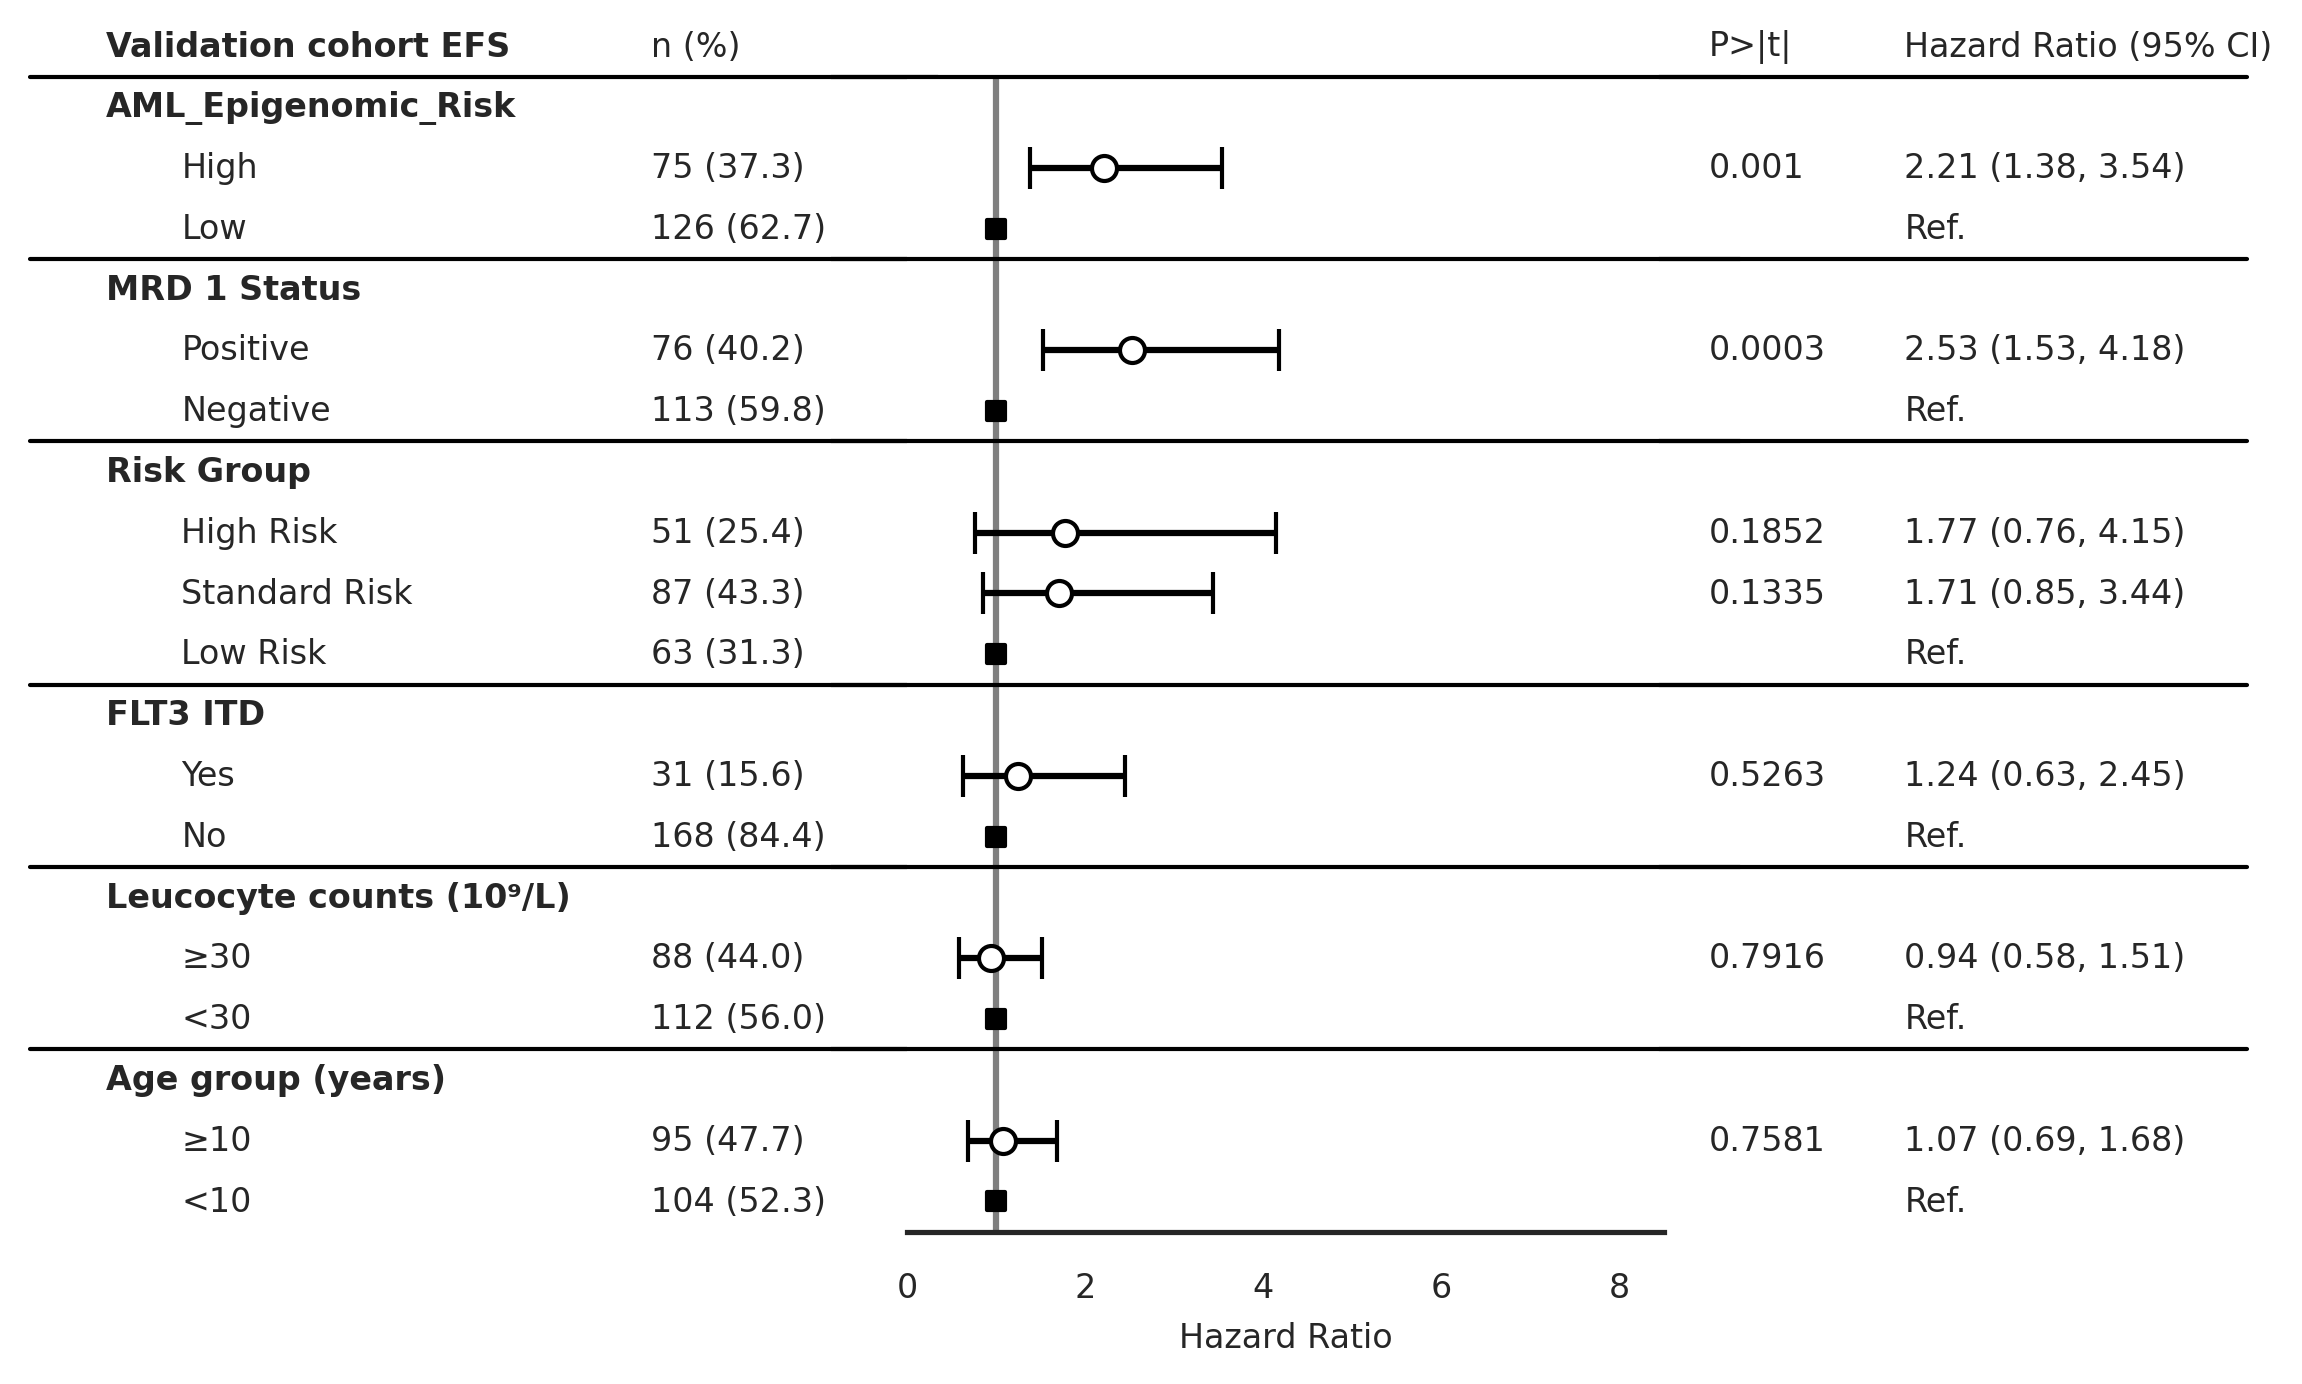 Validation cohort EFS n (%) P>|t| Hazard Ratio (95% CI)
AML_Epigenomic_Risk
High 75 (37.3) 0.001 2.21 (1.38, 3.54)
Low 126 (62.7) Ref.
MRD 1 Status
Positive 76 (40.2) 0.0003 2.53 (1.53, 4.18)
Negative 113 (59.8) Ref.
Risk Group
High Risk 51 (25.4) 0.1852 1.77 (0.76, 4.15)
Standard Risk 87 (43.3) 0.1335 1.71 (0.85, 3.44)
Low Risk 63 (31.3) Ref.
FLT3 ITD
Yes 31 (15.6) 0.5263 1.24 (0.63, 2.45)
No 168 (84.4) Ref.
Leucocyte counts (10⁹/L)
≥30 88 (44.0) 0.7916 0.94 (0.58, 1.51)
<30 112 (56.0) Ref.
Age group (years)
≥10 95 (47.7) 0.7581 1.07 (0.69, 1.68)
<10 104 (52.3) Ref.
0 2 4 6 8
Hazard Ratio